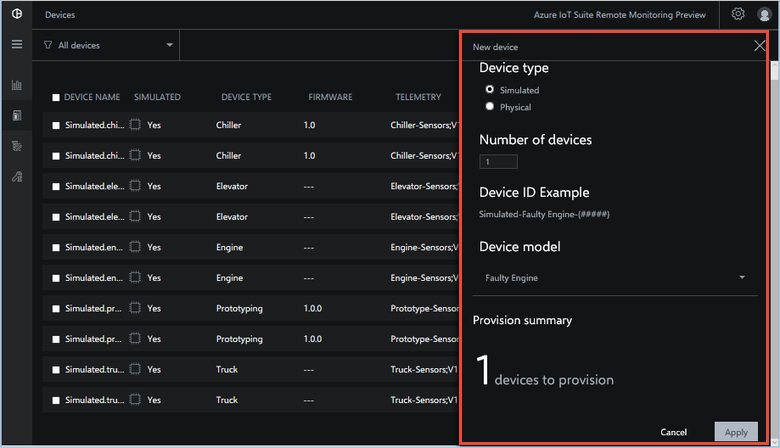 Devices
Azure IoT Suite Remote Monitoring Preview
All devices
DEVICE NAME SIMULATED DEVICE TYPE FIRMWARE TELEMETRY
Simulated.chi... Yes Chiller 1.0 Chiller-Sensors;V1
Simulated.chi... Yes Chiller 1.0 Chiller-Sensors;V1
Simulated.ele... Yes Elevator --- Elevator-Sensors;
Simulated.ele... Yes Elevator --- Elevator-Sensors;
Simulated.en... Yes Engine --- Engine-Sensors;V
Simulated.en... Yes Engine --- Engine-Sensors;V
Simulated.pr... Yes Prototyping 1.0.0 Prototype-Sensor
Simulated.pr... Yes Prototyping 1.0.0 Prototype-Sensor
Simulated.tru... Yes Truck --- Truck-Sensors;V1
Simulated.tru... Yes Truck --- Truck-Sensors;V1
New device
Device type
Simulated
Physical
Number of devices
1
Device ID Example
Simulated-Faulty Engine-(#####)
Device model
Faulty Engine
Provision summary
1 devices to provision
Cancel Apply